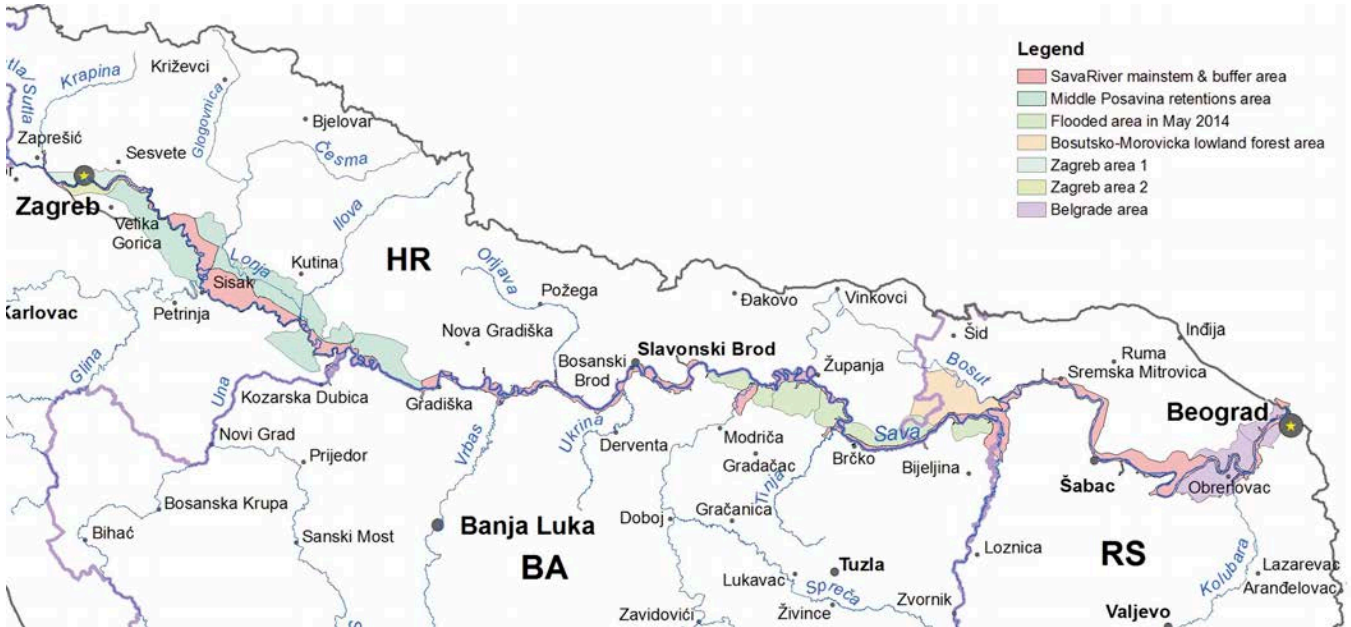 Legend
SavaRiver mainstem & buffer area
Middle Posavina retentions area
Flooded area in May 2014
Bosutsko-Morovicka lowland forest area
Zagreb area 1
Zagreb area 2
Belgrade area
Sutla
Krapina
Križevci
Glogovnica
Bjelovar
Česma
Zaprešić
Sesvete
Zagreb
Velika
Gorica
Ilova
HR
Lonja
Kutina
Sisak
Orljava
Požega
Đakovo
Vinkovci
Šid
Inđija
Karlovac
Petrinja
Nova Gradiška
Slavonski Brod
Bosanski
Brod
Županja
Bosut
Ruma
Sremska Mitrovica
Glina
Una
Kozarska Dubica
Gradiška
Beograd
Novi Grad
Vrbas
Ukrina
Derventa
Modriča
Gradačac
Sava
Brčko
Bijeljina
Prijedor
Šabac
Obrenovac
Bosanska Krupa
Tinja
Bihać
Sanski Most
Banja Luka
Doboj
Gračanica
BA
Tuzla
Lukavac
Spreča
Živince
Zavidovići
Zvornik
Loznica
RS
Kolubara
Lazarevac
Aranđelovac
Valjevo